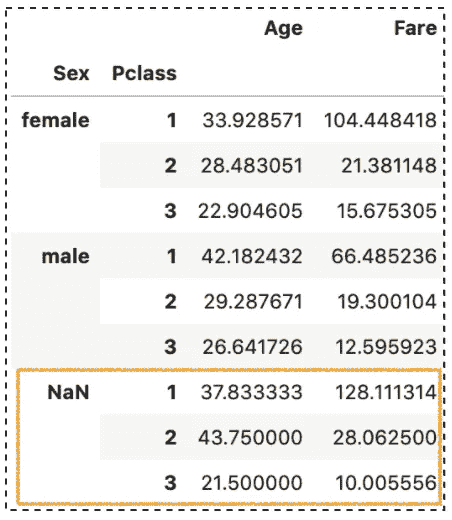 Age Fare
Sex Pclass
female 1 33.928571 104.448418
2 28.483051 21.381148
3 22.904605 15.675305
male 1 42.182432 66.485236
2 29.287671 19.300104
3 26.641726 12.595923
NaN 1 37.833333 128.111314
2 43.750000 28.062500
3 21.500000 10.005556